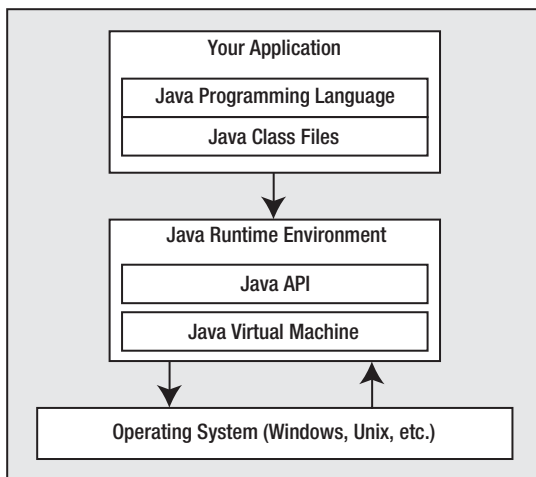 Your Application
Java Programming Language
Java Class Files
Java Runtime Environment
Java API
Java Virtual Machine
Operating System (Windows, Unix, etc.)